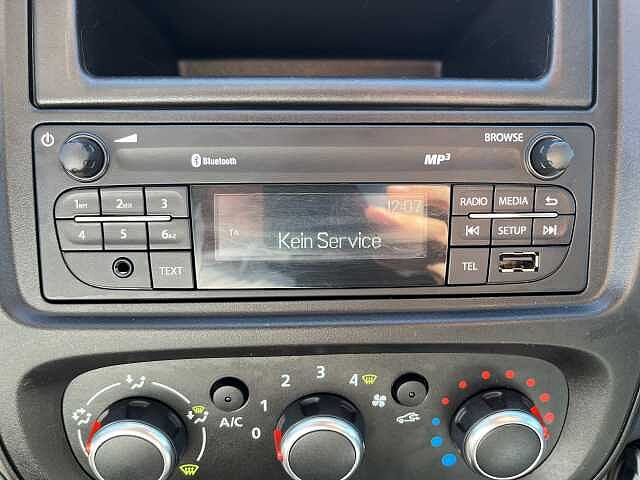 BROWSE
Bluetooth MP3
1 2 3 12:07 RADIO MEDIA
TA
4 5 6 Kein Service SETUP
TEXT TEL
3
2 4
1
A/C
0